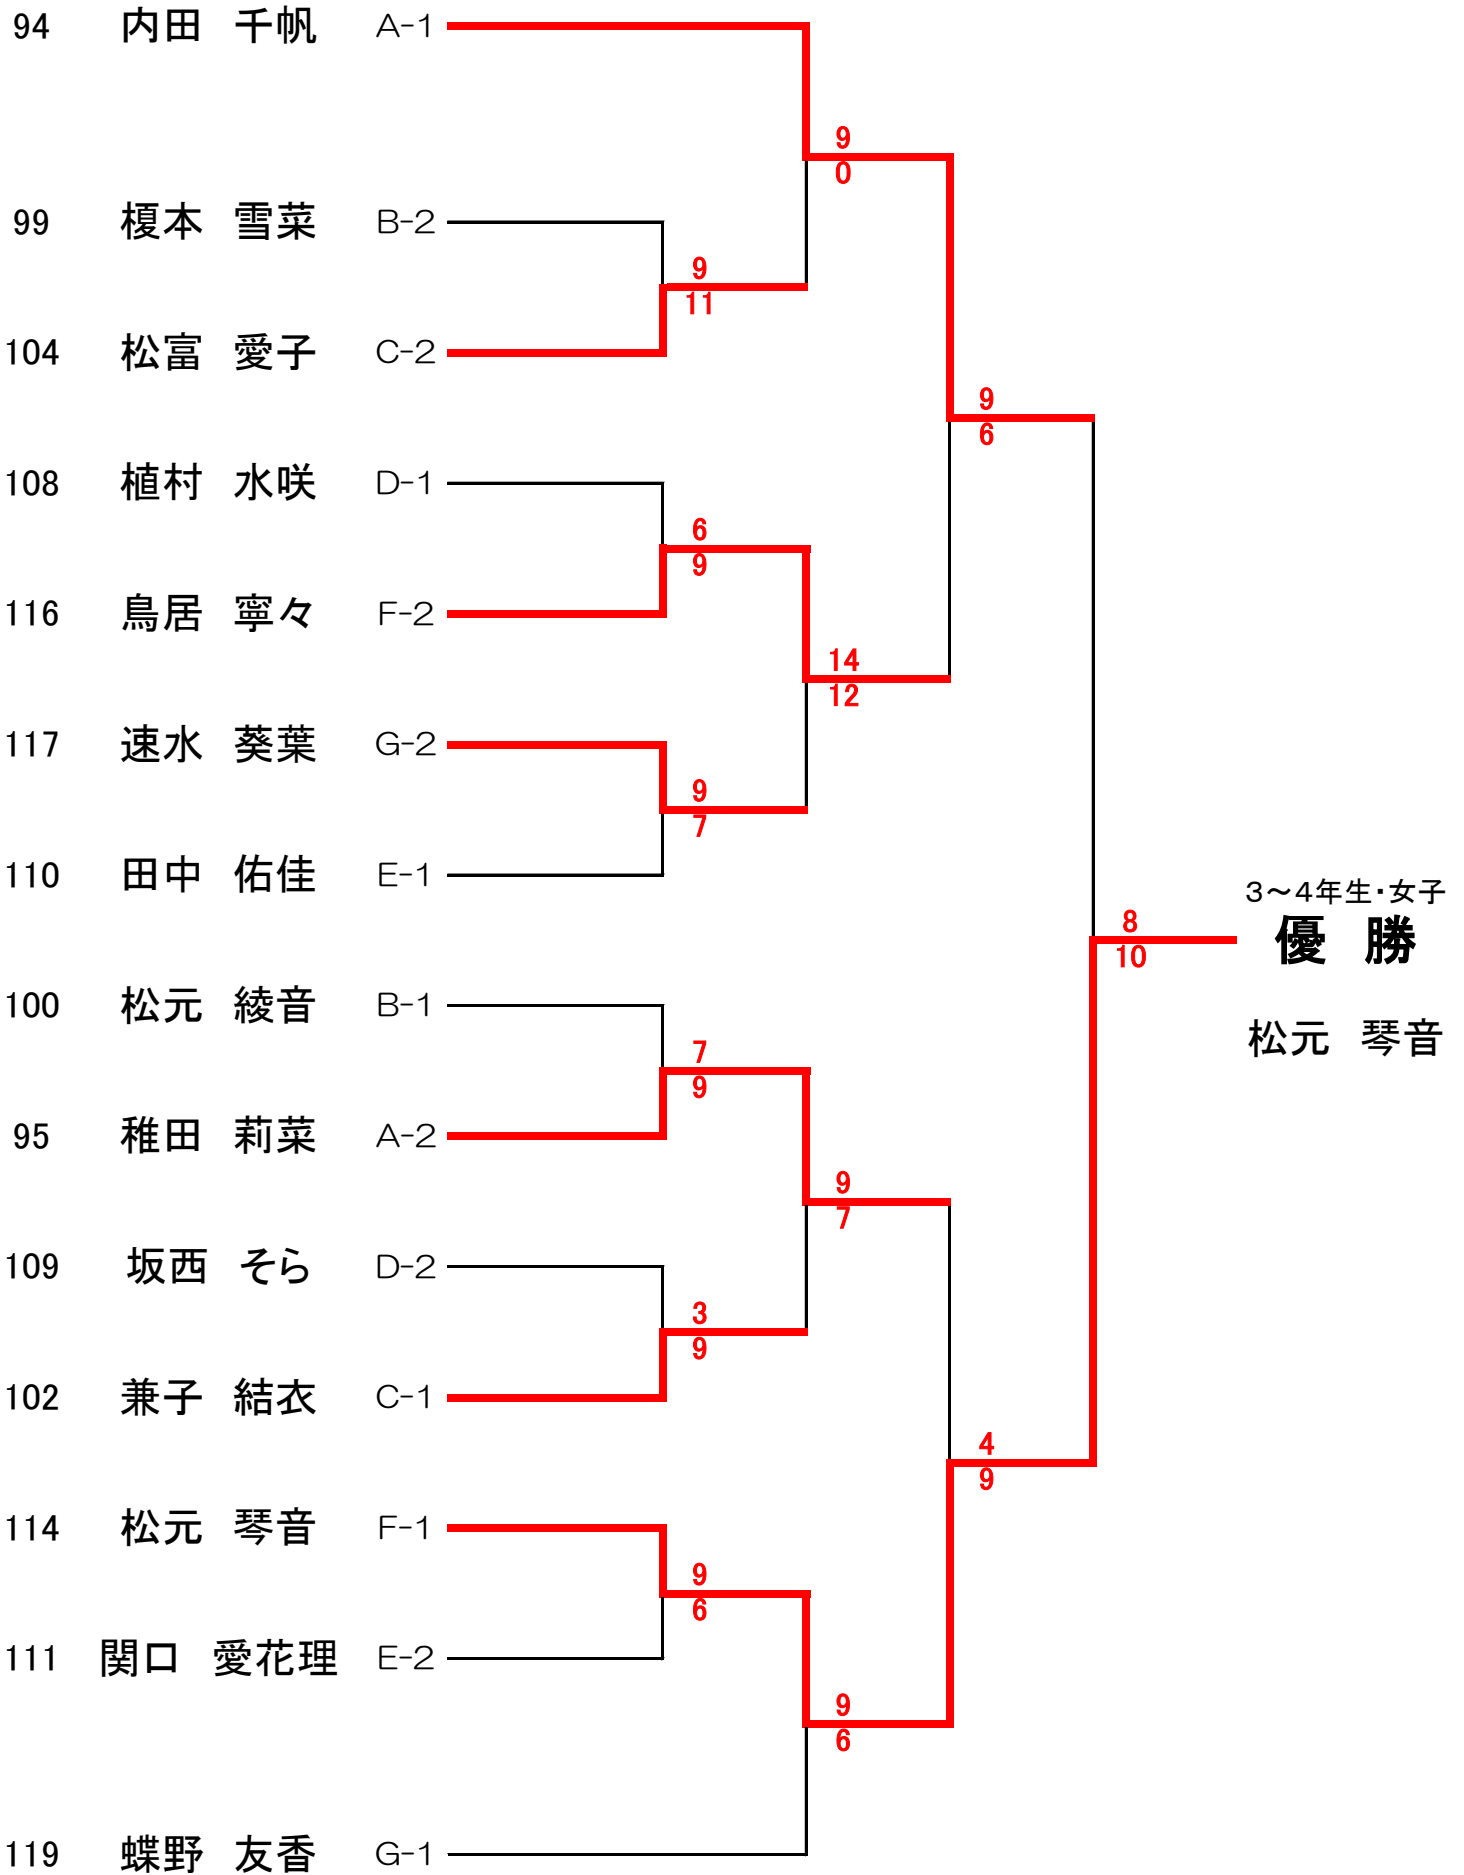 94 内田 千帆 A-1
9
0
99 榎本 雪菜 B-2
9
11
104 松富 愛子 C-2
9
6
108 植村 水咲 D-1
6
9
116 鳥居 寧々 F-2
14
12
117 速水 葵葉 G-2
9
7
110 田中 佑佳 E-1
3～4年生・女子
優 勝
8
10
松元 琴音
100 松元 綾音 B-1
7
9
95 稚田 莉菜 A-2
9
7
109 坂西 そら D-2
3
9
102 兼子 結衣 C-1
4
9
114 松元 琴音 F-1
9
6
111 関口 愛花理 E-2
9
6
119 蝶野 友香 G-1